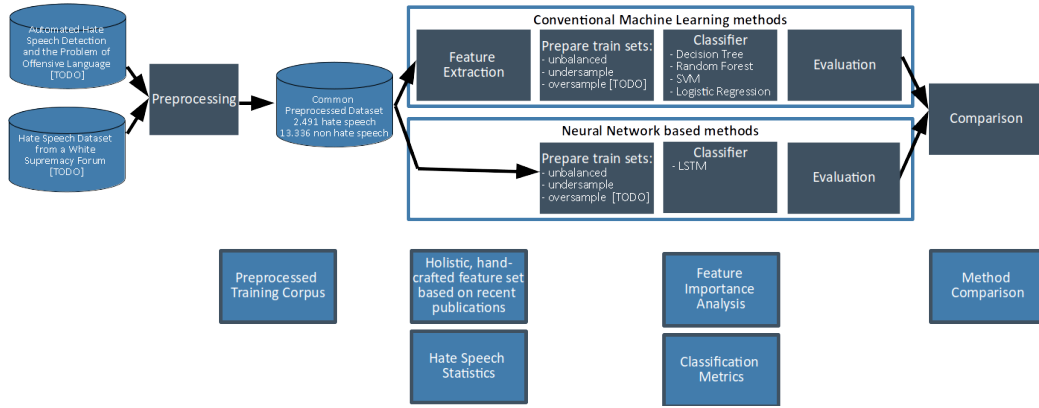 Automated Hate
Speech Detection
and the Problem of
Offensive Language
[TODO]
Hate Speech Dataset
from a White
Supremacy Forum
[TODO]
Preprocessing
Common
Preprocessed Dataset
2.491 hate speech
13.336 non hate speech
Conventional Machine Learning methods
Feature
Extraction
Prepare train sets:
- unbalanced
- undersample
- oversample [TODO]
Classifier
- Decision Tree
- Random Forest
- SVM
- Logistic Regression
Evaluation
Neural Network based methods
Prepare train sets:
- unbalanced
- undersample
- oversample [TODO]
Classifier
- LSTM
Evaluation
Comparison
Preprocessed
Training Corpus
Holistic, hand-
crafted feature set
based on recent
publications
Feature
Importance
Analysis
Method
Comparison
Hate Speech
Statistics
Classification
Metrics